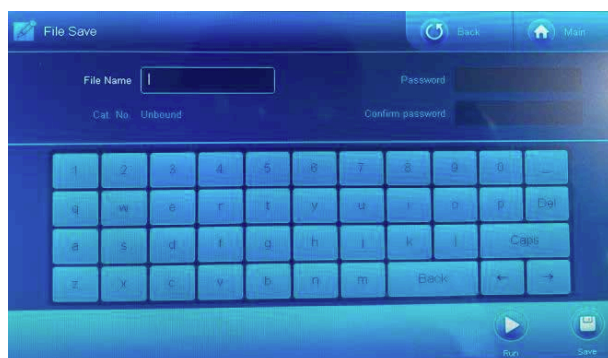 File Save
Back
Main
File Name
Password
Cat. No. Unbound
Confirm password
1 2 3 4 5 6 7 8 9 0 _
q w e r t y u i o p Del
a s d f g h j k l Caps
z x c v b n m Back ← →
Run
Save